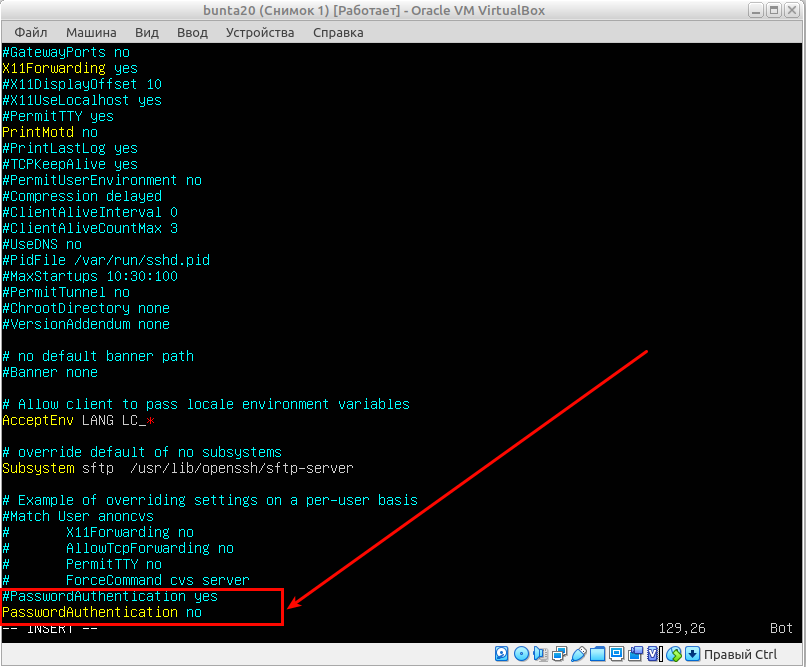 bunta20 (Снимок 1) [Работает] - Oracle VM VirtualBox
Файл Машина Вид Ввод Устройства Справка
#GatewayPorts no
X11Forwarding yes
#X11DisplayOffset 10
#X11UseLocalhost yes
#PermitTTY yes
PrintMotd no
#PrintLastLog yes
#TCPKeepAlive yes
#PermitUserEnvironment no
#Compression delayed
#ClientAliveInterval 0
#ClientAliveCountMax 3
#UseDNS no
#PidFile /var/run/sshd.pid
#MaxStartups 10:30:100
#PermitTunnel no
#ChrootDirectory none
#VersionAddendum none
# no default banner path
#Banner none
# Allow client to pass locale environment variables
AcceptEnv LANG LC_*
# override default of no subsystems
Subsystem sftp  /usr/lib/openssh/sftp-server
# Example of overriding settings on a per-user basis
#Match User anoncvs
#       X11Forwarding no
#       AllowTcpForwarding no
#       PermitTTY no
#       ForceCommand cvs server
#PasswordAuthentication yes
PasswordAuthentication no
-- INSERT -- 129,26 Bot
Правый Ctrl